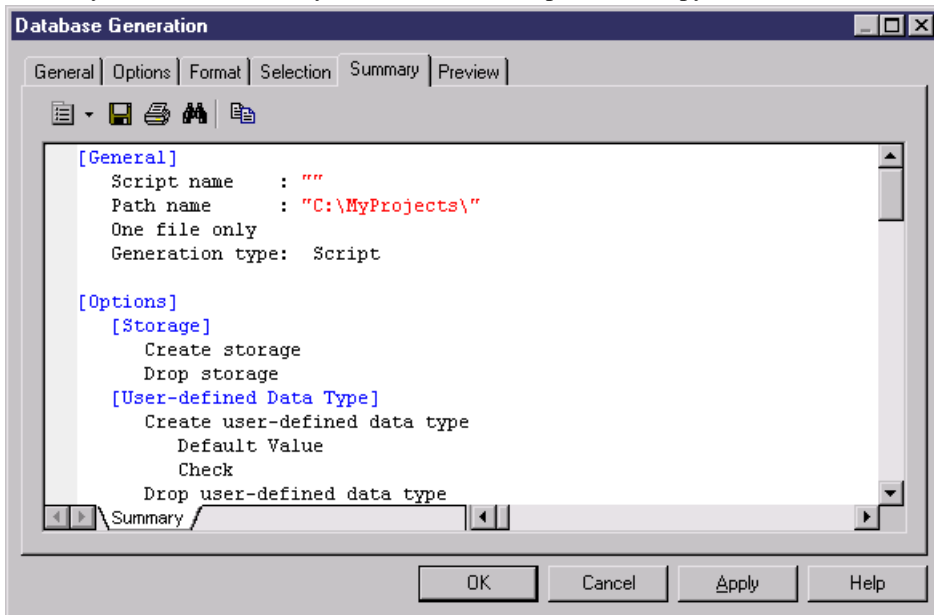 Database Generation
General Options Format Selection Summary Preview
[General]
Script name : ""
Path name : "C:\MyProjects\"
One file only
Generation type: Script
[Options]
[Storage]
Create storage
Drop storage
[User-defined Data Type]
Create user-defined data type
Default Value
Check
Drop user-defined data type
Summary
OK Cancel Apply Help